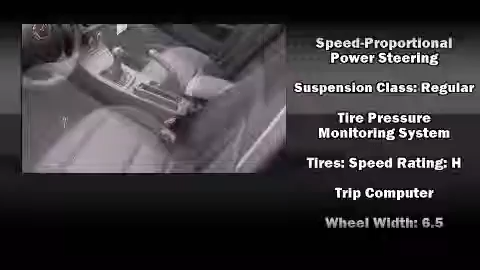 Speed-Proportional
Power Steering
Suspension Class: Regular
Tire Pressure
Monitoring System
Tires: Speed Rating: H
Trip Computer
Wheel Width: 6.5